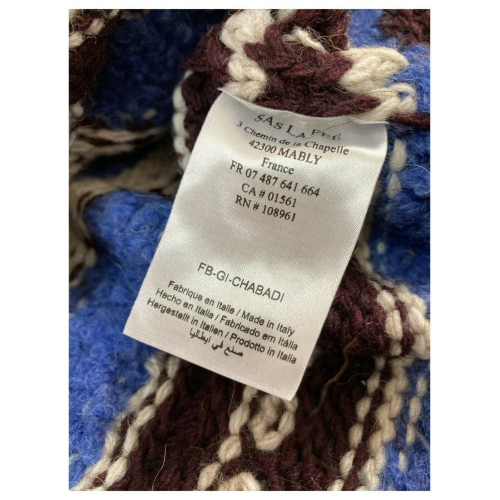 SAS LA FEE
3 Chemin de la Chapelle
42300 MABLY
France
FR 07 487 641 664
CA # 01561
RN # 108961
FB-GI-CHABADI
Fabrique en Italie / Made in Italy
Hecho en Italia / Fabricado em Itália
Hergestellt in Italien / Prodotto in Italia
صنع في ايطاليا